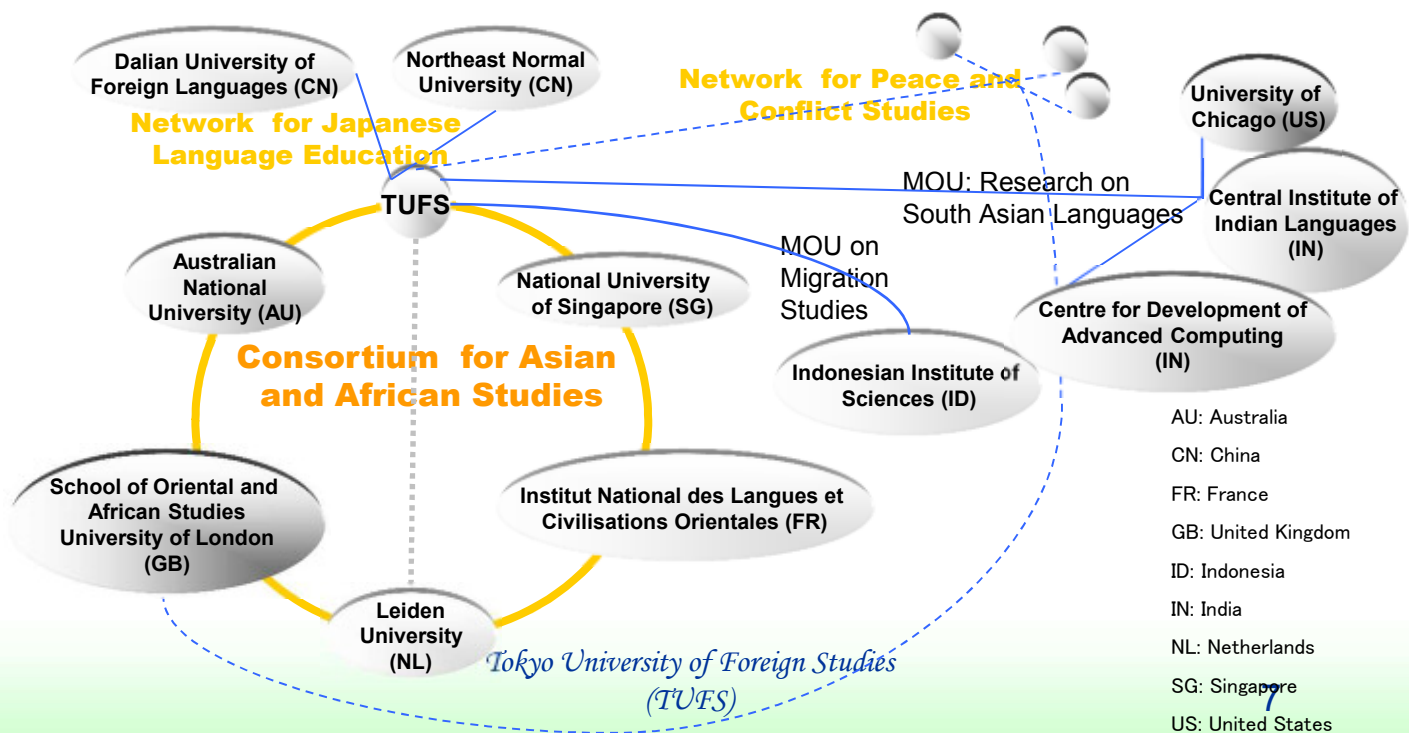 Dalian University of
Foreign Languages (CN)
Northeast Normal
University (CN)
Network for Japanese
Language Education
Network for Peace and
Conflict Studies
University of
Chicago (US)
Central Institute of
Indian Languages
(IN)
MOU: Research on
South Asian Languages
TUFS
MOU on
Migration
Studies
Australian
National
University (AU)
National University
of Singapore (SG)
Centre for Development of
Advanced Computing
(IN)
Consortium for Asian
and African Studies
Indonesian Institute of
Sciences (ID)
School of Oriental and
African Studies
University of London
(GB)
Institut National des Langues et
Civilisations Orientales (FR)
Leiden
University
(NL)
AU: Australia
CN: China
FR: France
GB: United Kingdom
ID: Indonesia
IN: India
NL: Netherlands
SG: Singapore
US: United States
Tokyo University of Foreign Studies
(TUFS)
7